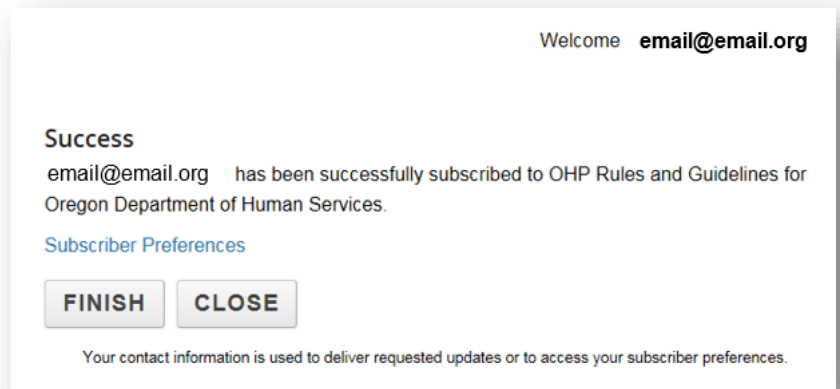 Welcome email@email.org
Success
email@email.org has been successfully subscribed to OHP Rules and Guidelines for
Oregon Department of Human Services.
Subscriber Preferences
FINISH CLOSE
Your contact information is used to deliver requested updates or to access your subscriber preferences.